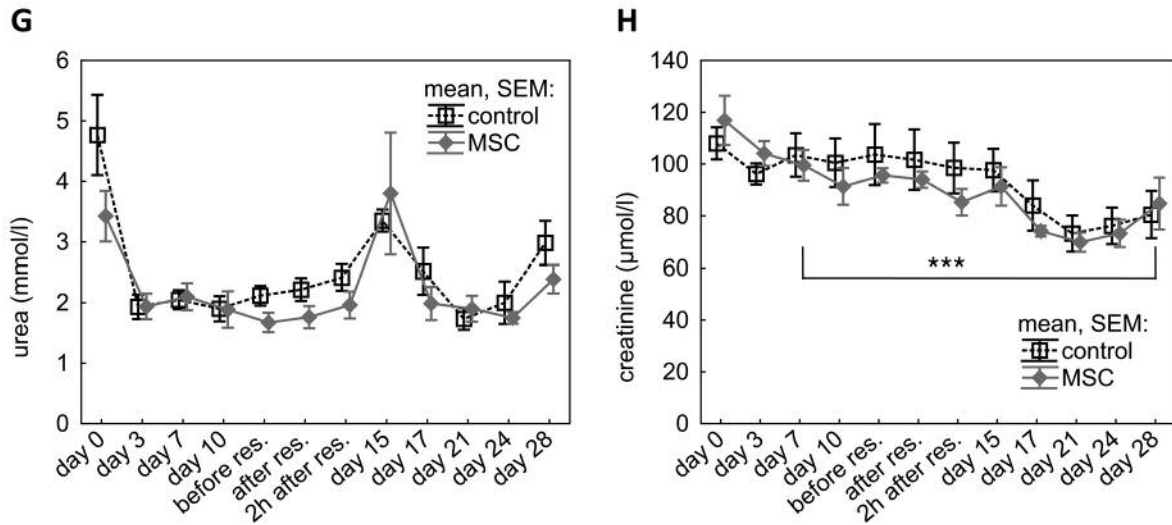 G
6
5
4
3
2
1
0
urea (mmol/l)
mean, SEM:
control
MSC
day 0
day 3
day 7
day 10
before res.
after res.
2h after res.
day 15
day 17
day 21
day 24
day 28
H
140
120
100
80
60
40
20
0
creatinine (µmol/l)
***
mean, SEM:
control
MSC
day 0
day 3
day 7
day 10
before res.
after res.
2h after res.
day 15
day 17
day 21
day 24
day 28